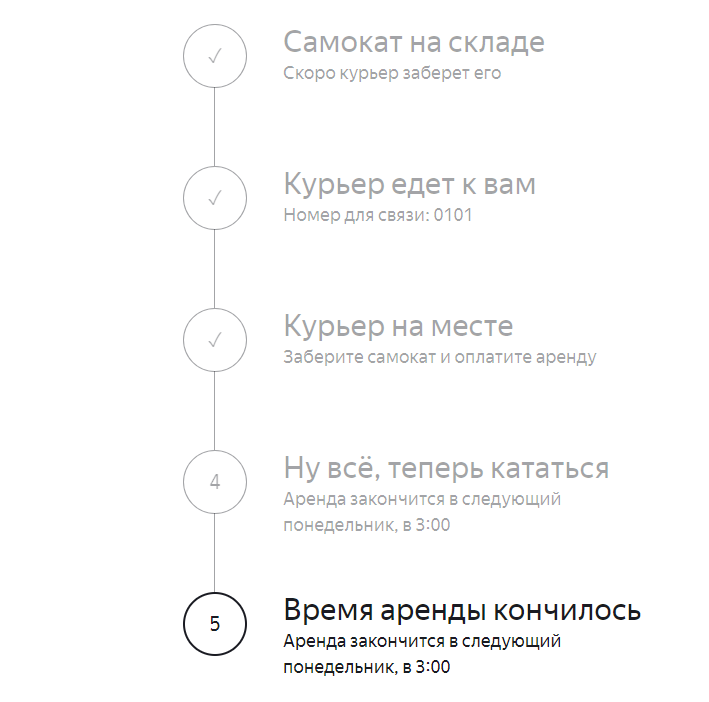 ✓
Самокат на складе
Скоро курьер заберет его
✓
Курьер едет к вам
Номер для связи: 0101
✓
Курьер на месте
Заберите самокат и оплатите аренду
4
Ну всё, теперь кататься
Аренда закончится в следующий
понедельник, в 3:00
5
Время аренды кончилось
Аренда закончится в следующий
понедельник, в 3:00